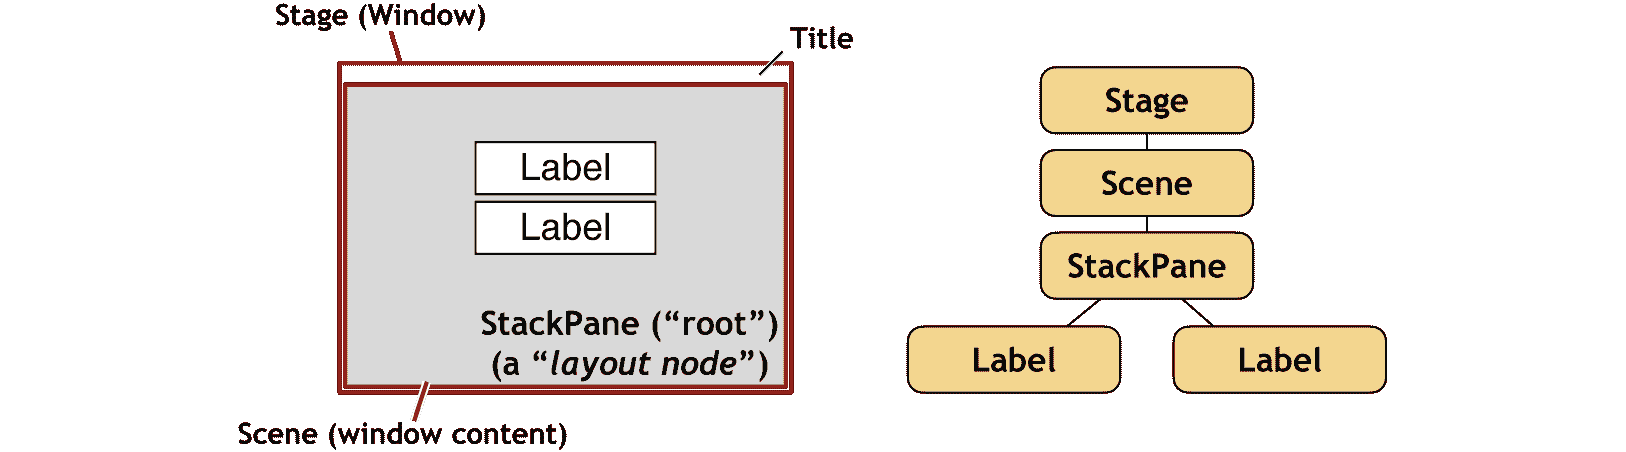 Stage (Window)
Title
Label
Label
StackPane (“root”)
(a “layout node”)
Scene (window content)
Stage
Scene
StackPane
Label
Label